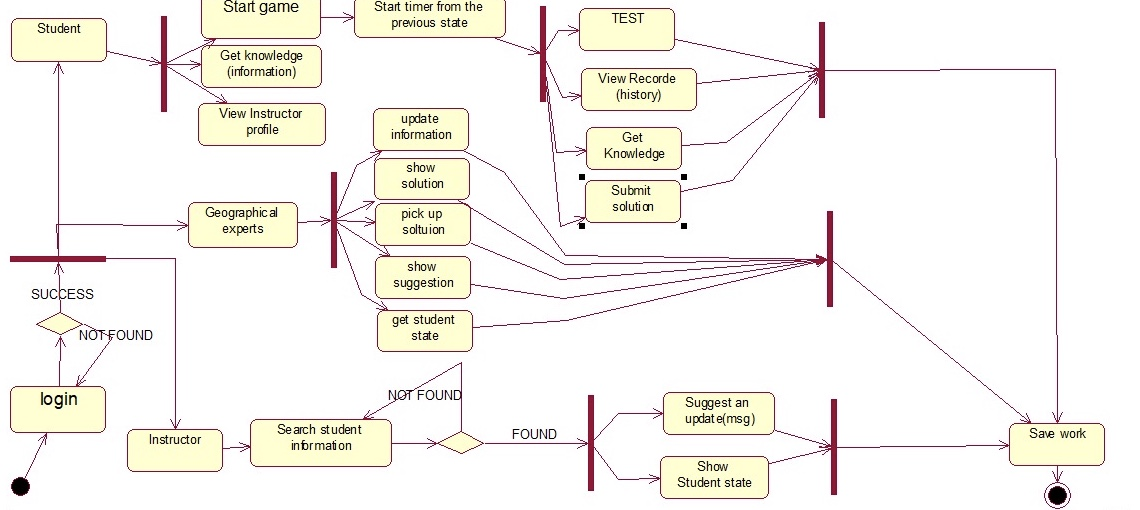 Student
Start game
Get knowledge
(information)
View Instructor
profile
Start timer from the
previous state
TEST
View Recorde
(history)
Get
Knowledge
Submit
solution
update
information
show
solution
pick up
soltuion
show
suggestion
get student
state
Geographical
experts
SUCCESS
NOT FOUND
login
Instructor
Search student
information
NOT FOUND
FOUND
Suggest an
update(msg)
Show
Student state
Save work